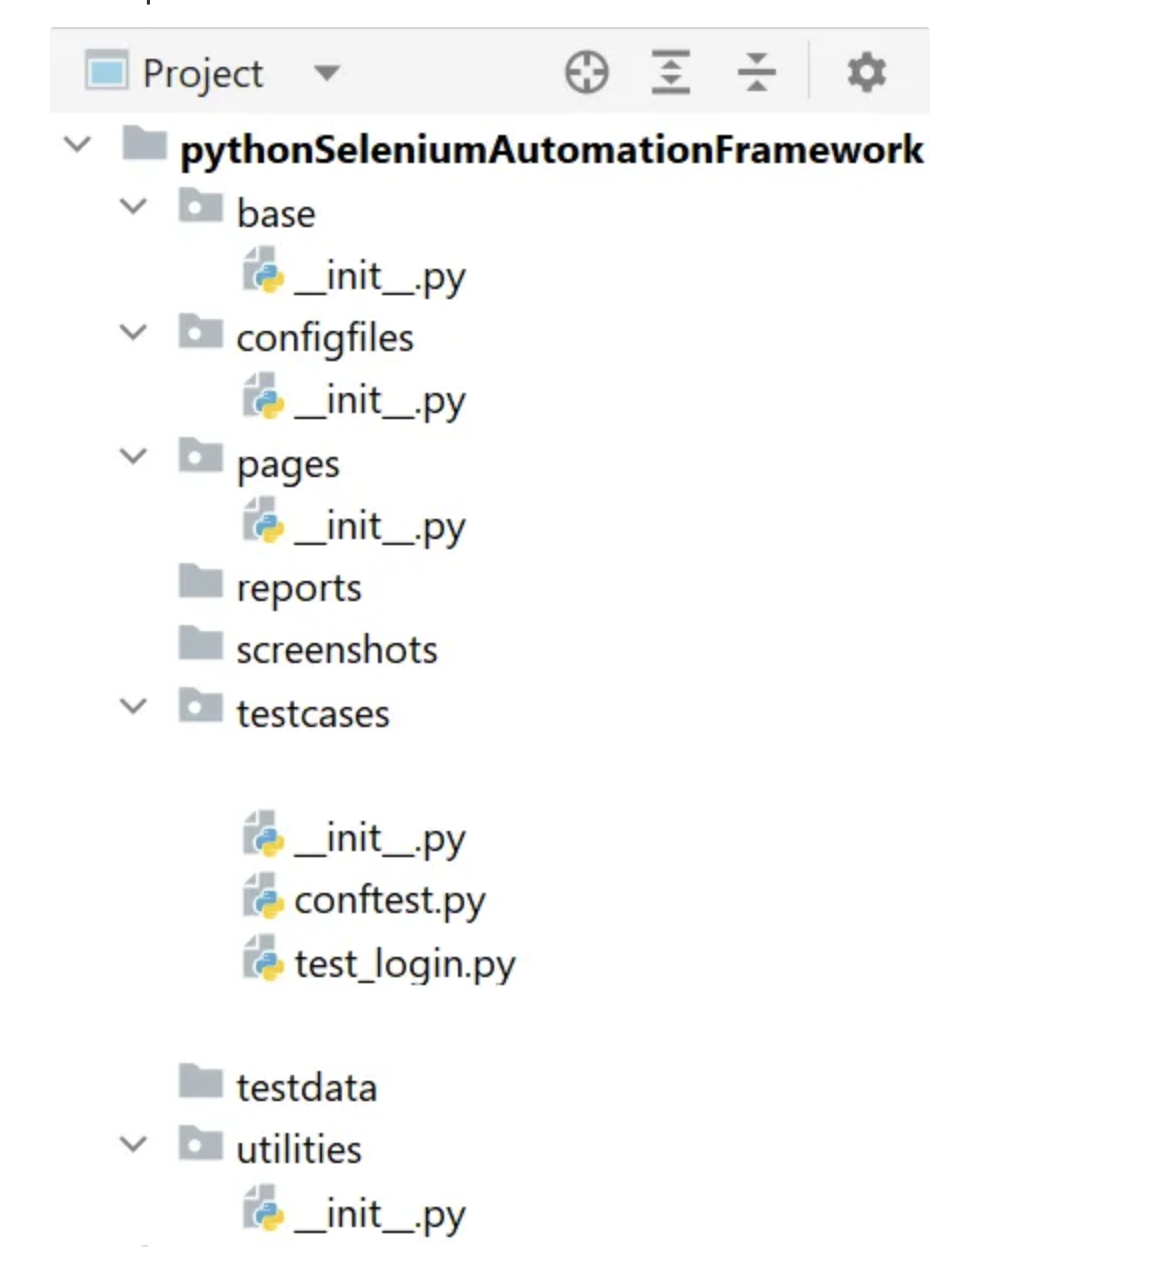 Project
pythonSeleniumAutomationFramework
base
__init__.py
configfiles
__init__.py
pages
__init__.py
reports
screenshots
testcases
__init__.py
conftest.py
test_login.py
testdata
utilities
__init__.py